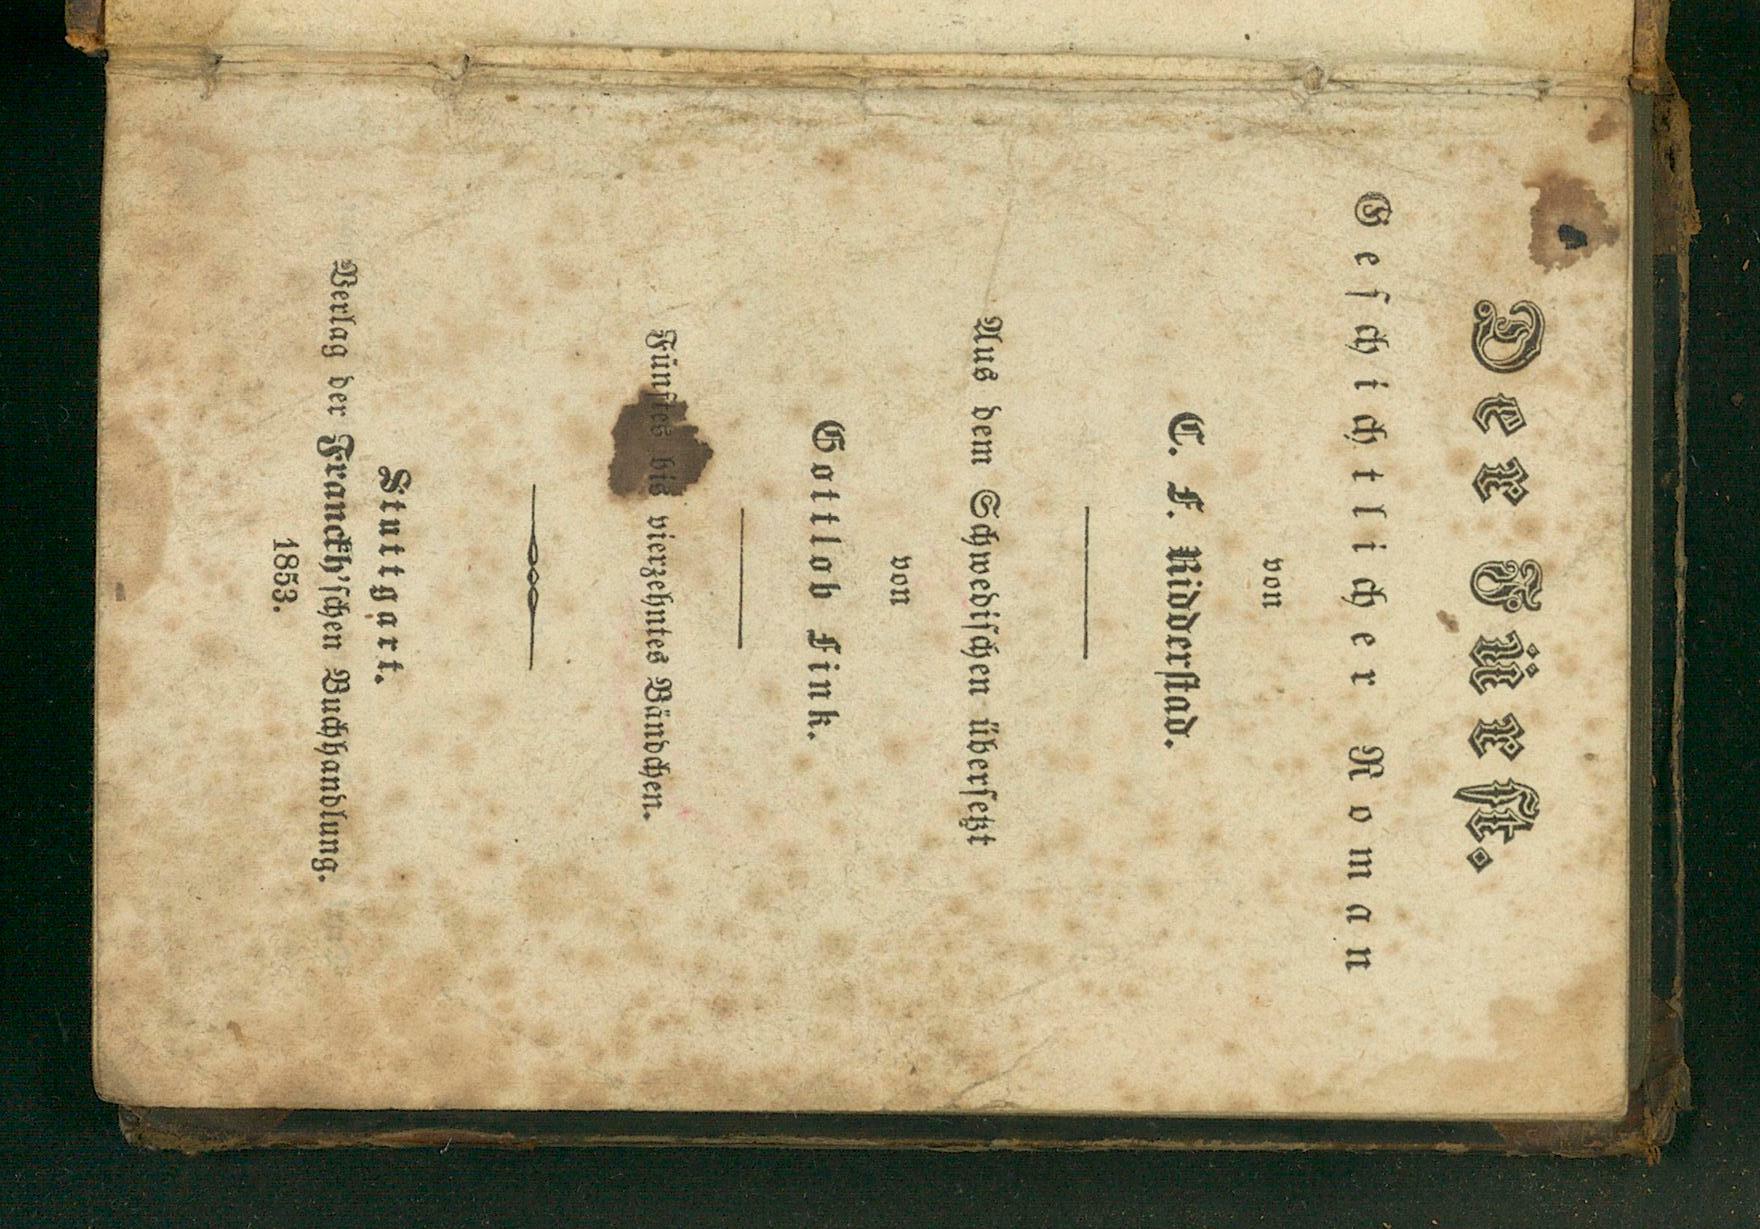 Der Fürst.
Geschichtlicher Roman
von
C. F. Ridderstad.
Aus dem Schwedischen übersetzt
von
Gottlob Fink.
Fünftes bis vierzehntes Bändchen.
Stuttgart.
Verlag der Franckh'schen Buchhandlung.
1853.